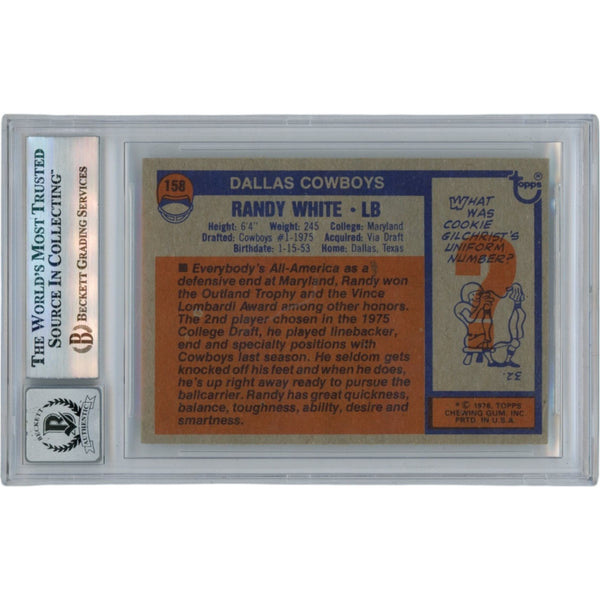 THE WORLD'S MOST TRUSTED
SOURCE IN COLLECTING™
BECKETT GRADING SERVICES
BECKETT
AUTHENTIC
158
DALLAS COWBOYS
RANDY WHITE • LB
Height: 6'4" Weight: 245 College: Maryland
Drafted: Cowboys #1-1975 Acquired: Via Draft
Birthdate: 1-15-53 Home: Dallas, Texas
■ Everybody's All-America as a
defensive end at Maryland, Randy won
the Outland Trophy and the Vince
Lombardi Award among other honors.
The 2nd player chosen in the 1975
College Draft, he played linebacker,
end and specialty positions with
Cowboys last season. He seldom gets
knocked off his feet and when he does,
he's up right away ready to pursue the
ballcarrier. Randy has great quickness,
balance, toughness, ability, desire and
smartness.
topps®
WHAT
WAS
COOKIE
GILCHRIST'S
UNIFORM
NUMBER?
?
32.
* © 1976, TOPPS
CHEWING GUM, INC
PRTD. IN U.S.A.